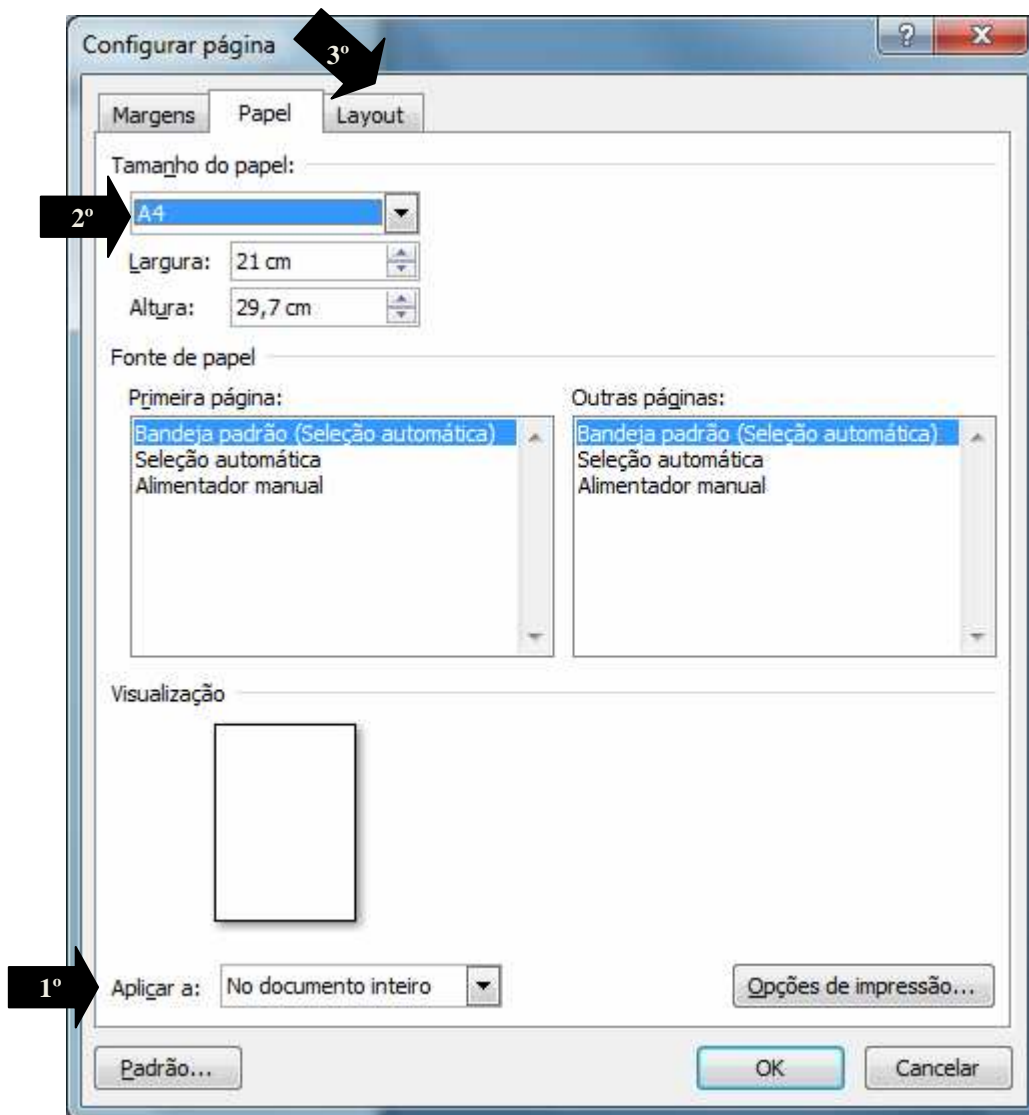 Configurar página
3º
Margens Papel Layout
Tamanho do papel:
2º A4
Largura: 21 cm
Altura: 29,7 cm
Fonte de papel
Primeira página: Outras páginas:
Bandeja padrão (Seleção automática) Bandeja padrão (Seleção automática)
Seleção automática Seleção automática
Alimentador manual Alimentador manual
Visualização
1º Aplicar a: No documento inteiro Opções de impressão...
Padrão... OK Cancelar